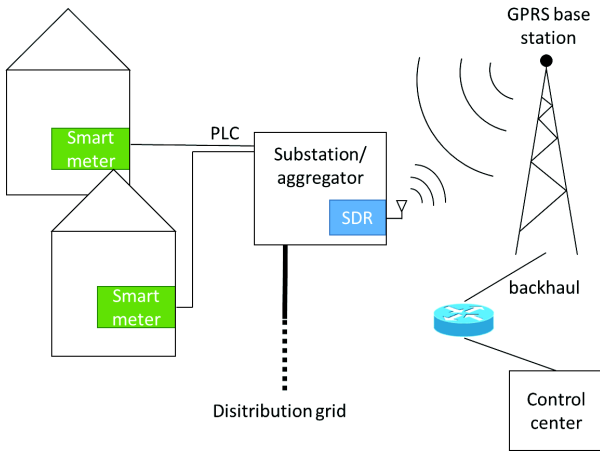 GPRS base
station
PLC
Smart
meter
Substation/
aggregator
SDR
Smart
meter
backhaul
Disitribution grid
Control
center